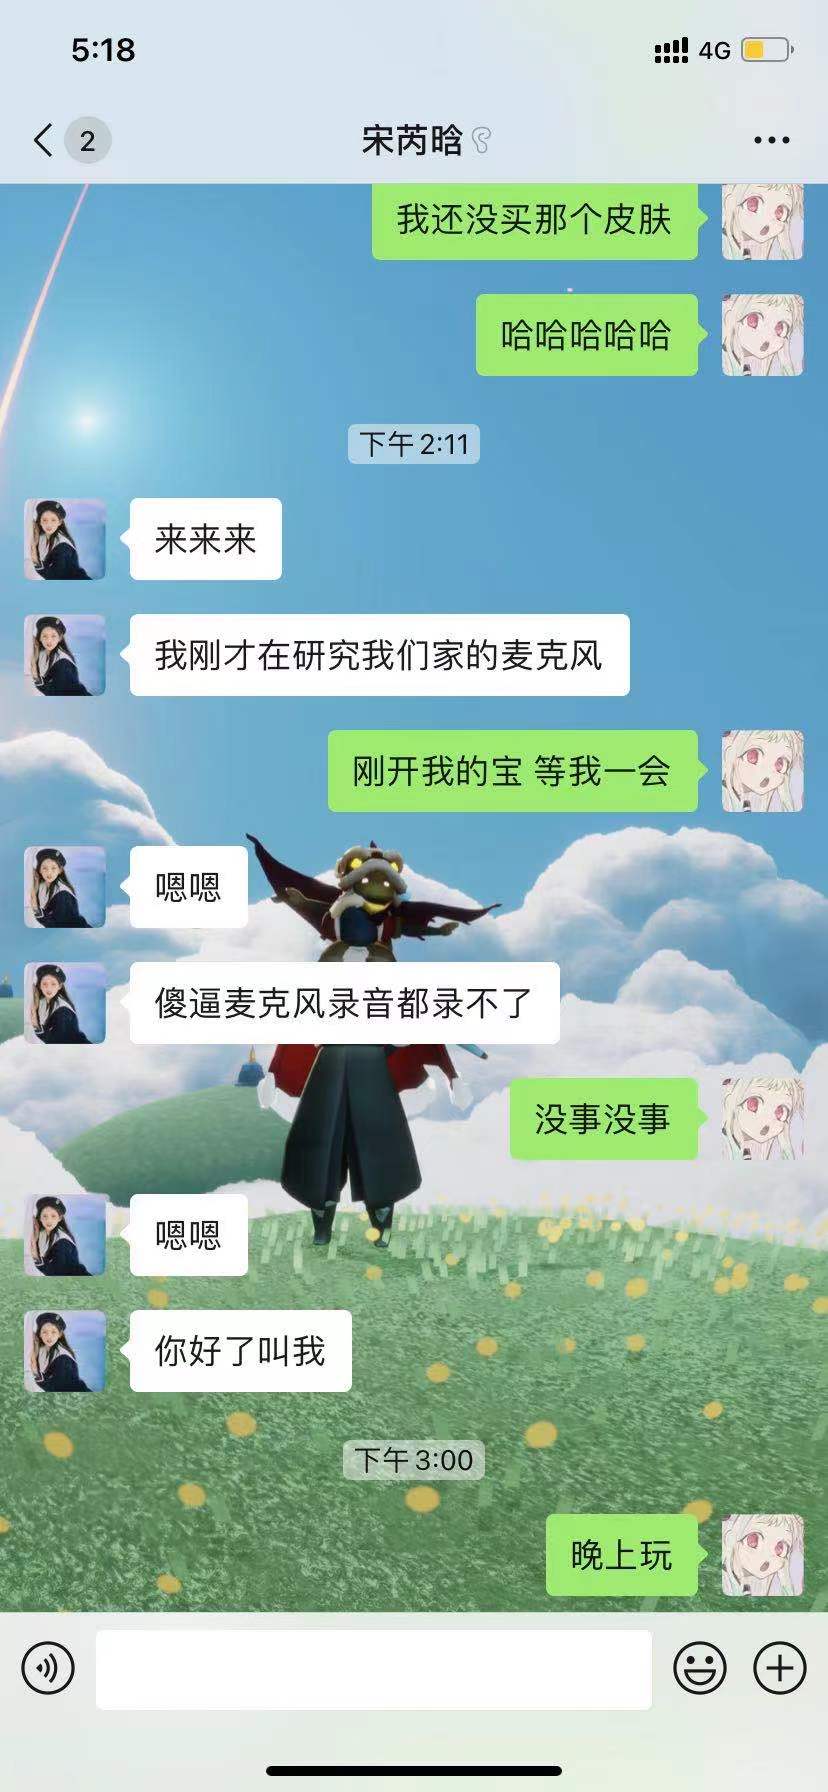 5:18
4G
2
宋芮晗
我还没买那个皮肤
哈哈哈哈哈
下午 2:11
来来来
我刚才在研究我们家的麦克风
刚开我的宝 等我一会
嗯嗯
傻逼麦克风录音都录不了
没事没事
嗯嗯
你好了叫我
下午 3:00
晚上玩